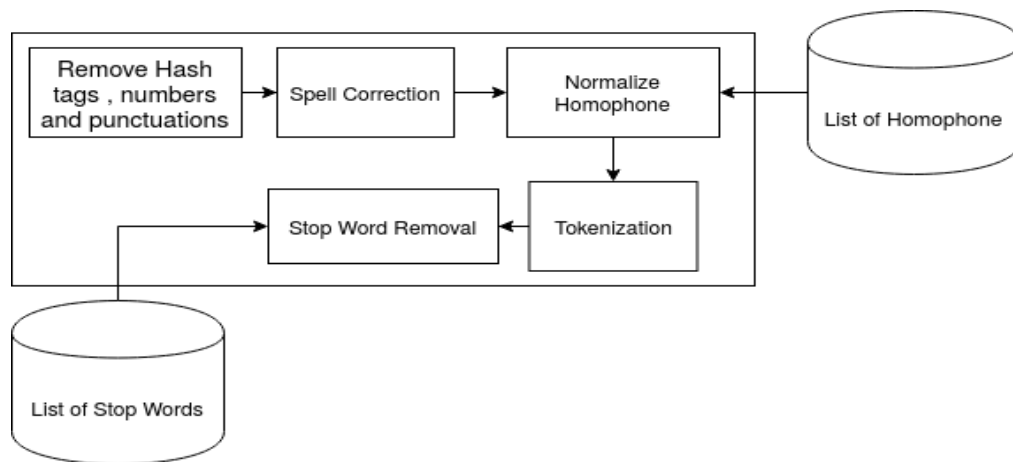 Remove Hash
tags , numbers
and punctuations
Spell Correction
Normalize
Homophone
List of Homophone
Stop Word Removal
Tokenization
List of Stop Words